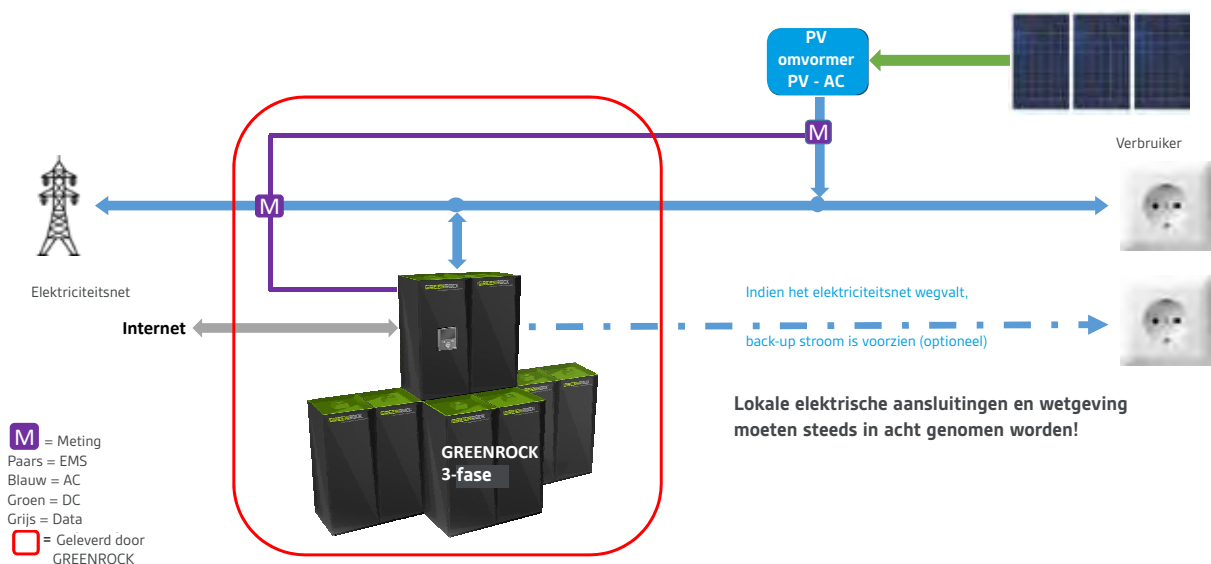 PV
omvormer
PV - AC
M
Verbruiker
M
Elektriciteitsnet
GREENROCK
GREENROCK
Internet
Indien het elektriciteitsnet wegvalt,
back-up stroom is voorzien (optioneel)
Lokale elektrische aansluitingen en wetgeving
moeten steeds in acht genomen worden!
GREENROCK
3-fase
M = Meting
Paars = EMS
Blauw = AC
Groen = DC
Grijs = Data
= Geleverd door
GREENROCK